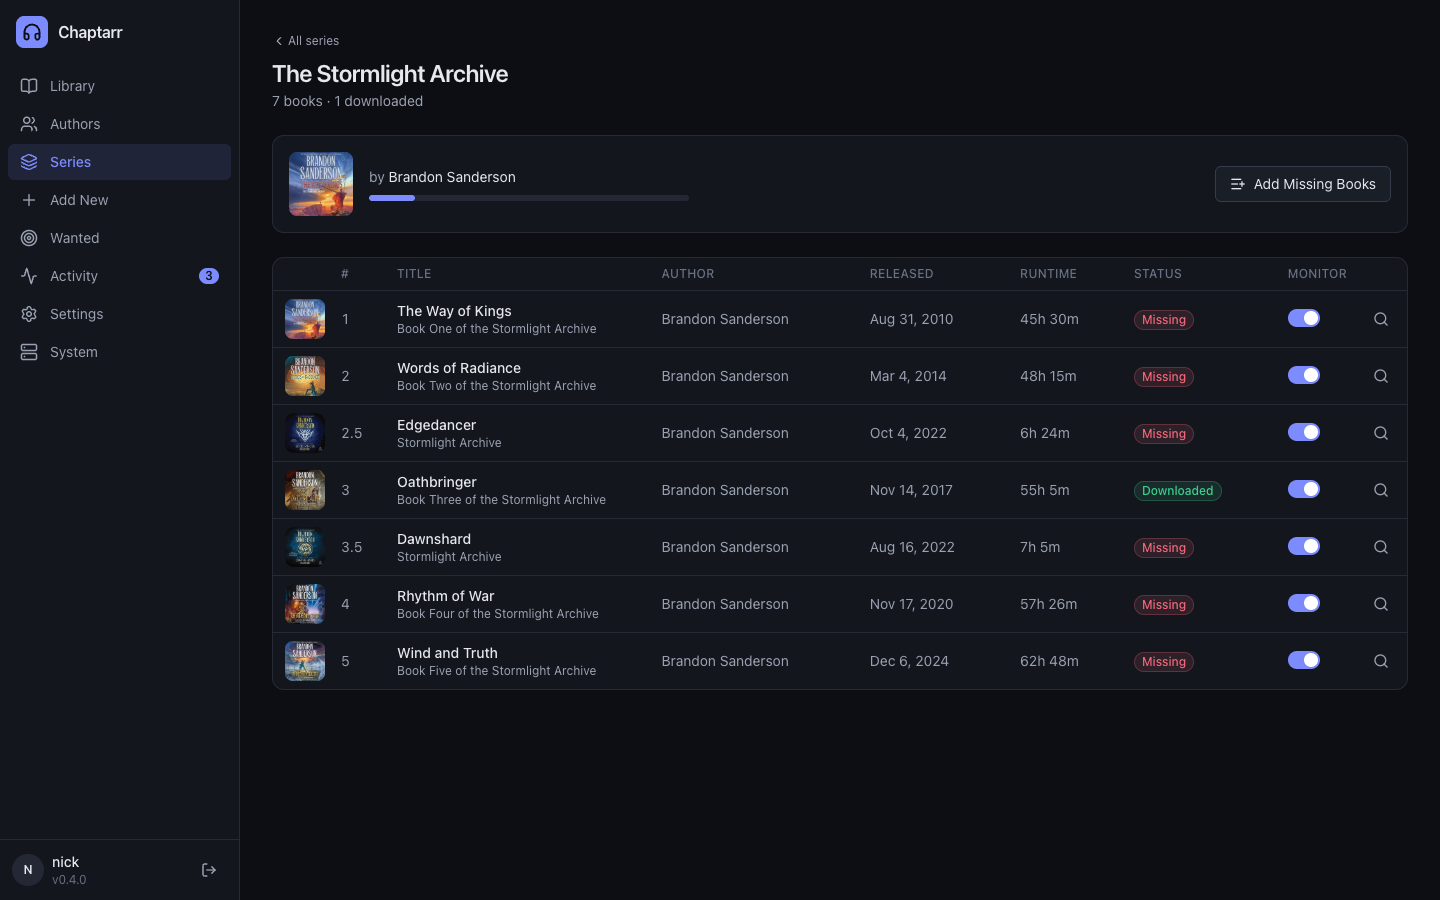 Chaptarr
Library
Authors
Series
Add New
Wanted
Activity 3
Settings
System
N nick
v0.4.0
All series
The Stormlight Archive
7 books · 1 downloaded
BRANDON
SANDERSON
by Brandon Sanderson
Add Missing Books
# TITLE AUTHOR RELEASED RUNTIME STATUS MONITOR
1 The Way of Kings Brandon Sanderson Aug 31, 2010 45h 30m Missing
Book One of the Stormlight Archive
2 Words of Radiance Brandon Sanderson Mar 4, 2014 48h 15m Missing
Book Two of the Stormlight Archive
2.5 Edgedancer Brandon Sanderson Oct 4, 2022 6h 24m Missing
Stormlight Archive
3 Oathbringer Brandon Sanderson Nov 14, 2017 55h 5m Downloaded
Book Three of the Stormlight Archive
3.5 Dawnshard Brandon Sanderson Aug 16, 2022 7h 5m Missing
Stormlight Archive
4 Rhythm of War Brandon Sanderson Nov 17, 2020 57h 26m Missing
Book Four of the Stormlight Archive
5 Wind and Truth Brandon Sanderson Dec 6, 2024 62h 48m Missing
Book Five of the Stormlight Archive